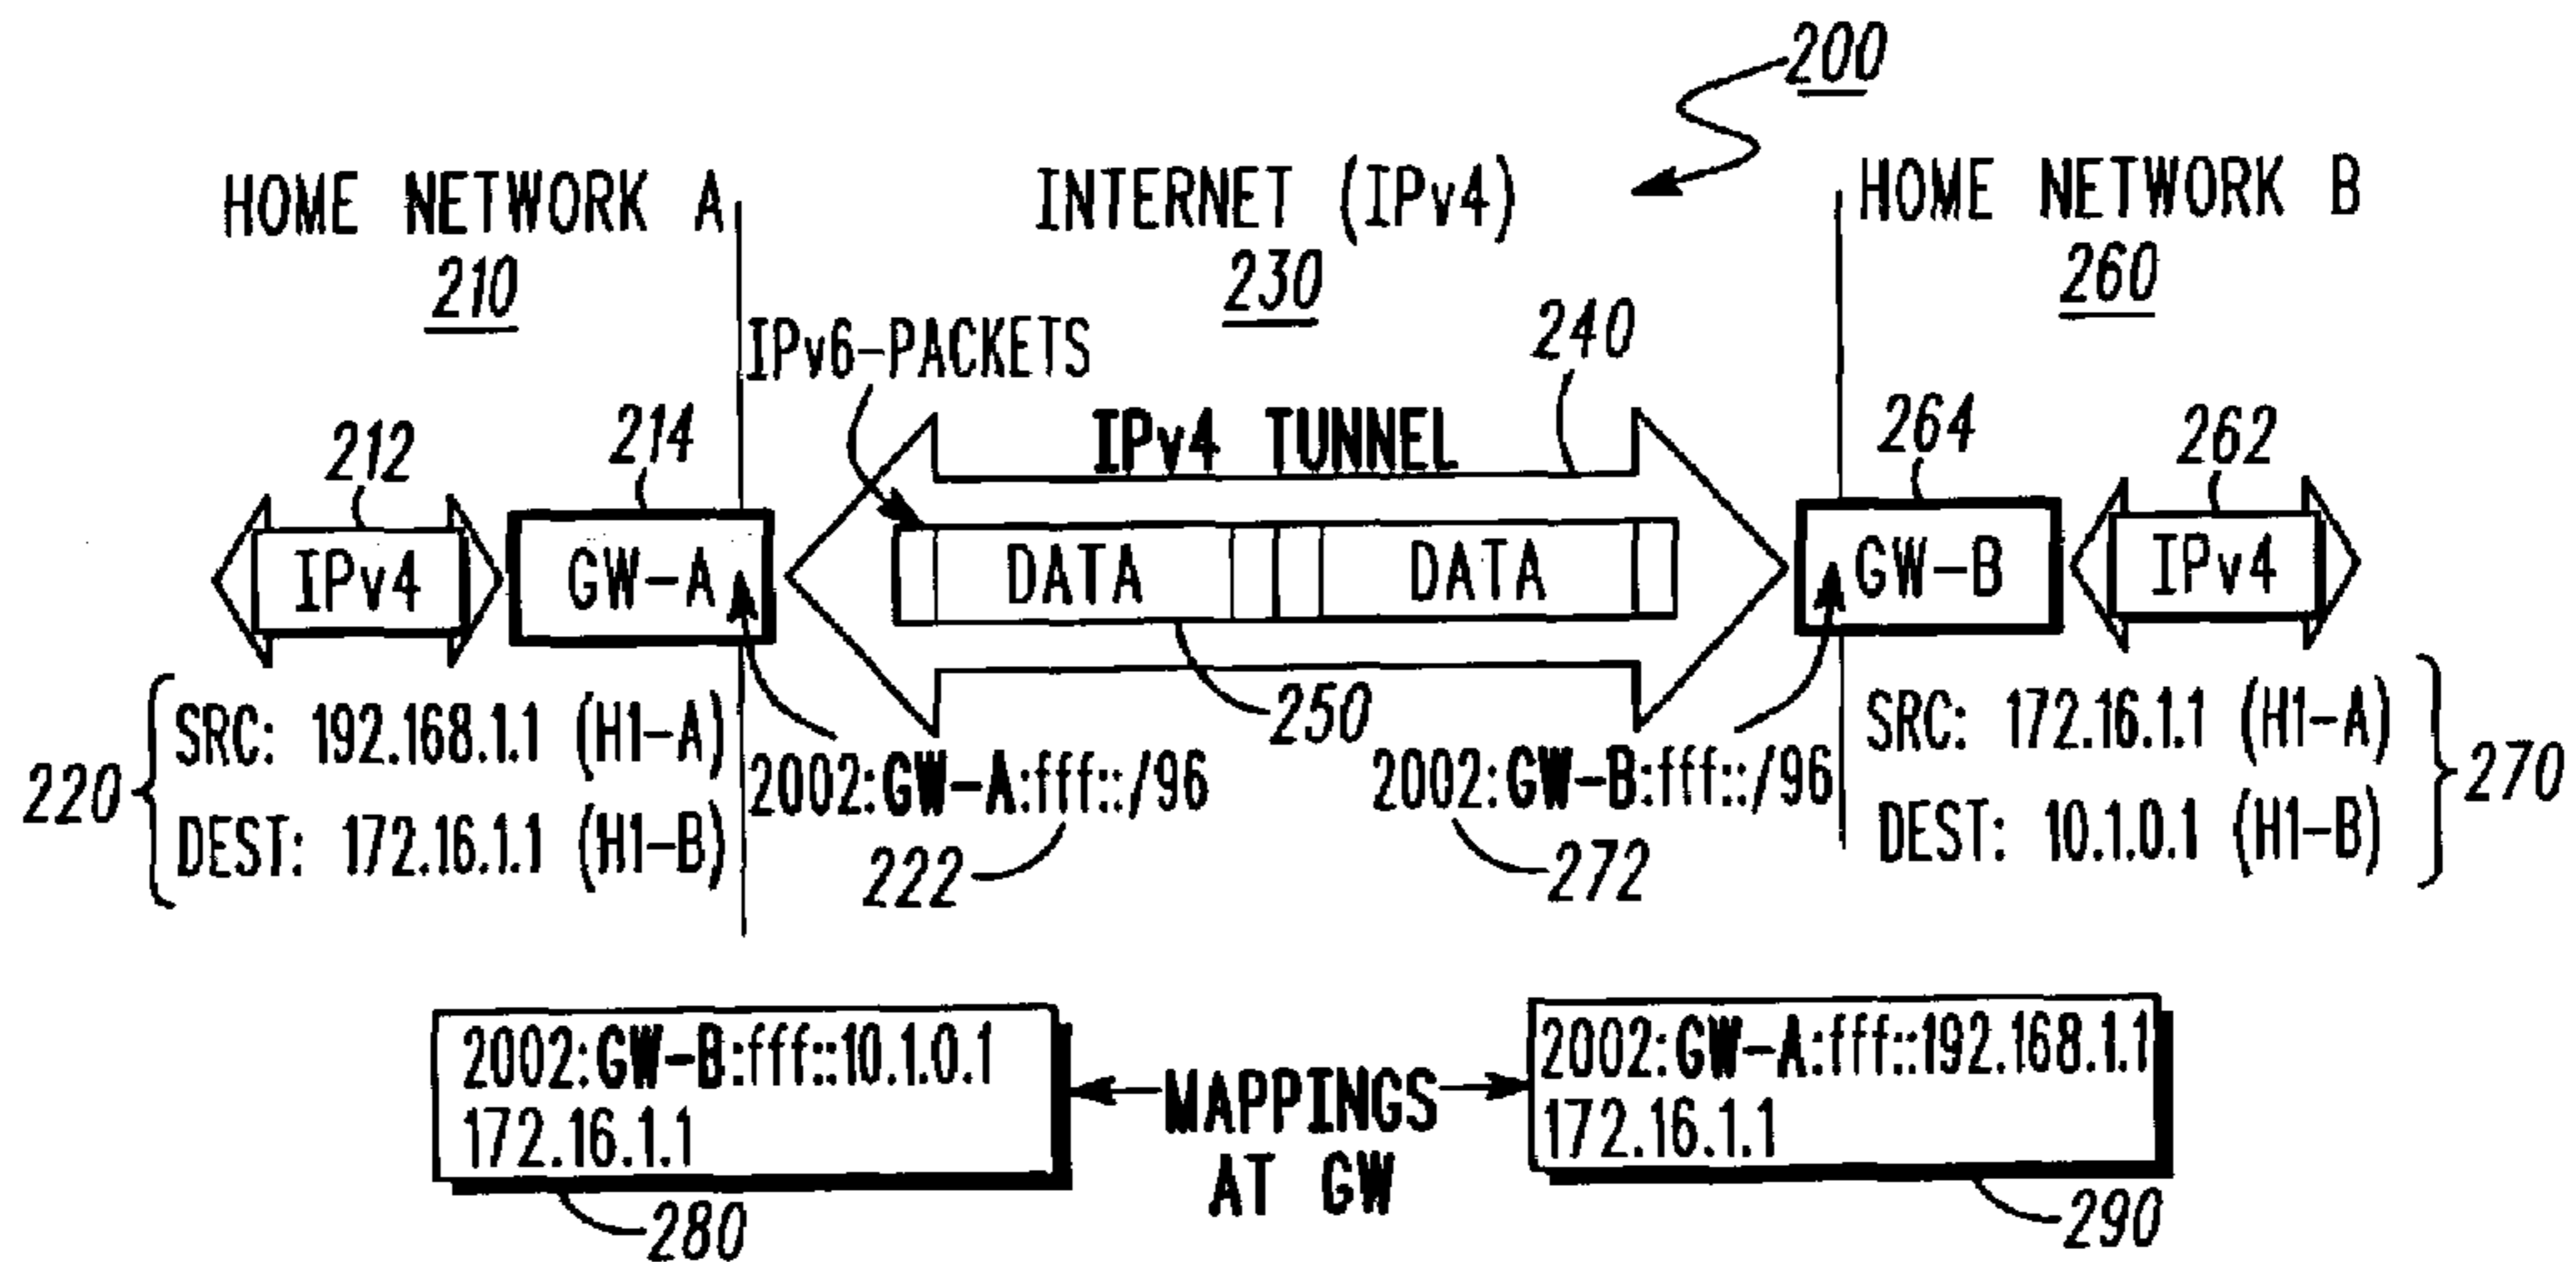 200
HOME NETWORK A
INTERNET (IPv4)
HOME NETWORK B
210
230
260
IPv6-PACKETS
240
IPv4 TUNNEL
212
214
264
262
IPv4
GW-A
DATA
DATA
GW-B
IPv4
220
SRC: 192.168.1.1 (H1-A)
DEST: 172.16.1.1 (H1-B)
250
2002:GW-A:fff::/96
222
2002:GW-B:fff::/96
272
SRC: 172.16.1.1 (H1-A)
DEST: 10.1.0.1 (H1-B)
270
2002:GW-B:fff::10.1.0.1
172.16.1.1
280
MAPPINGS
AT GW
2002:GW-A:fff::192.168.1.1
172.16.1.1
290